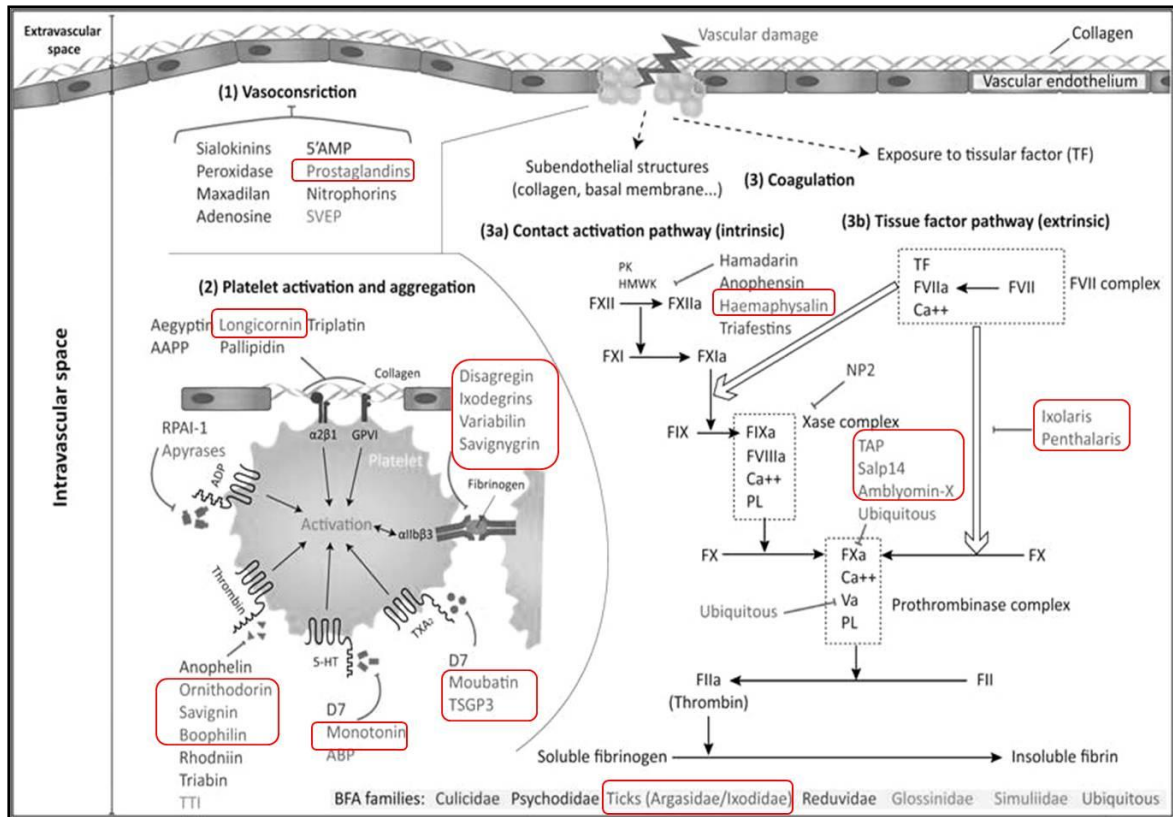 Extravascular
space
Vascular damage
Collagen
Vascular endothelium
Intravascular space
(1) Vasoconsriction
Sialokinins 5'AMP
Peroxidase Prostaglandins
Maxadilan Nitrophorins
Adenosine SVEP
Subendothelial structures
(collagen, basal membrane...)
Exposure to tissular factor (TF)
(3) Coagulation
(3a) Contact activation pathway (intrinsic)
(3b) Tissue factor pathway (extrinsic)
PK
HMWK
FXII FXIIa
Hamadarin
Anophensin
Haemaphysalin
Triafestins
FXI FXIa
TF
FVIIa FVII
Ca++
FVII complex
NP2
Xase complex
FIX FIXa
FVIIIa
Ca++
PL
TAP
Salp14
Amblyomin-X
Ubiquitous
Ixolaris
Penthalaris
FX FXa FX
Ca++
Va
PL
Ubiquitous
Prothrombinase complex
FIIa FII
(Thrombin)
Soluble fibrinogen Insoluble fibrin
(2) Platelet activation and aggregation
Aegyptin Longicornin Triplatin
AAPP Pallipidin
Collagen
Disagregin
Ixodegrins
Variabilin
Savignygrin
RPAI-1
Apyrases
α2β1 GPVI
Platelet
Fibrinogen
ADP
Activation
αIIbβ3
Thrombin
5-HT
TXA2
Anophelin
Ornithodorin
Savignin
Boophilin
Rhodniin
Triabin
TTI
D7
Monotonin
ABP
D7
Moubatin
TSGP3
BFA families: Culicidae Psychodidae Ticks (Argasidae/Ixodidae) Reduvidae Glossinidae Simuliidae Ubiquitous